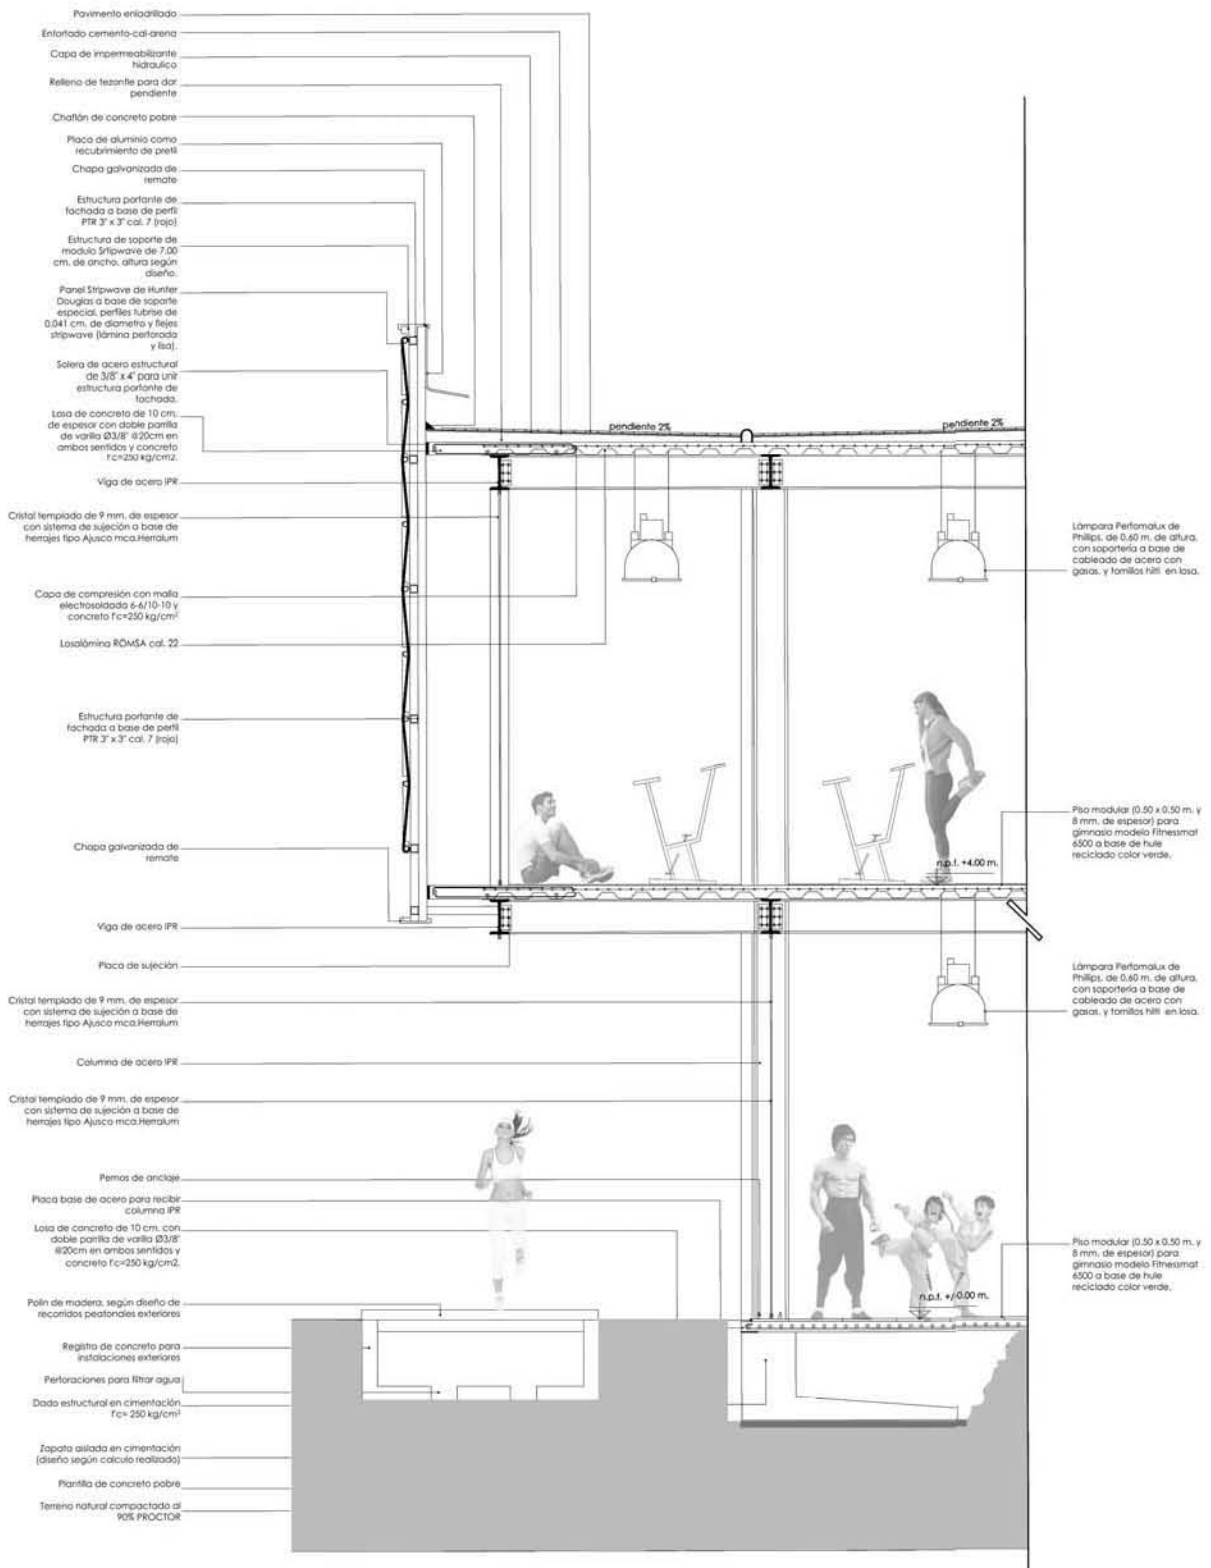 Pavimento enladrillado
Entortado cemento-cal-arena
Capa de impermeabilizante
hidraulico
Relleno de tezontle para dar
pendiente
Chaflán de concreto pobre
Placa de aluminio como
recubrimiento de pretil
Chapa galvanizada de
remate
Estructura portante de
fachada a base de perfil
PTR 3" x 3" cal. 7 (rojo)
Estructura de soporte de
modulo Srtipwave de 7.00
cm. de ancho, altura según
diseño.
Panel Stripwave de Hunter
Douglas a base de soporte
especial, perfiles tubrise de
0.041 cm. de diametro y flejes
stripwave (lámina perforada
y lisa).
Solera de acero estructural
de 3/8" x 4" para unir
estructura portante de
fachada.
Losa de concreto de 10 cm.
de espesor con doble parrilla
de varilla Ø3/8" @20cm en
ambos sentidos y concreto
f'c=250 kg/cm2.
Viga de acero IPR
Cristal templado de 9 mm. de espesor
con sistema de sujeción a base de
herrajes tipo Ajusco mca.Herralum
Capa de compresión con malla
electrosoldada 6-6/10-10 y
concreto f'c=250 kg/cm²
Losalámina ROMSA cal. 22
Estructura portante de
fachada a base de perfil
PTR 3" x 3" cal. 7 (rojo)
Chapa galvanizada de
remate
Viga de acero IPR
Placa de sujeción
Cristal templado de 9 mm. de espesor
con sistema de sujeción a base de
herrajes tipo Ajusco mca.Herralum
Columna de acero IPR
Cristal templado de 9 mm. de espesor
con sistema de sujeción a base de
herrajes tipo Ajusco mca.Herralum
Pernos de anclaje
Placa base de acero para recibir
columna IPR
Losa de concreto de 10 cm. con
doble parrilla de varilla Ø3/8"
@20cm en ambos sentidos y
concreto f'c=250 kg/cm2.
Polin de madera, según diseño de
recorridos peatonales exteriores
Registro de concreto para
instalaciones exteriores
Perforaciones para filtrar agua
Dado estructural en cimentación
f'c= 250 kg/cm²
Zapata aislada en cimentación
(diseño según calculo realizado)
Plantilla de concreto pobre
Terreno natural compactado al
90% PROCTOR
pendiente 2%
pendiente 2%
n.p.t. +4.00 m.
n.p.t. +/-0.00 m.
Lámpara Perfomalux de
Phillips, de 0.60 m. de altura,
con soportería a base de
cableado de acero con
gasas, y tornillos hilti en losa.
Piso modular (0.50 x 0.50 m. y
8 mm. de espesor) para
gimnasio modelo Fitnessmat
6500 a base de hule
reciclado color verde.
Lámpara Perfomalux de
Phillips, de 0.60 m. de altura,
con soportería a base de
cableado de acero con
gasas, y tornillos hilti en losa.
Piso modular (0.50 x 0.50 m. y
8 mm. de espesor) para
gimnasio modelo Fitnessmat
6500 a base de hule
reciclado color verde.